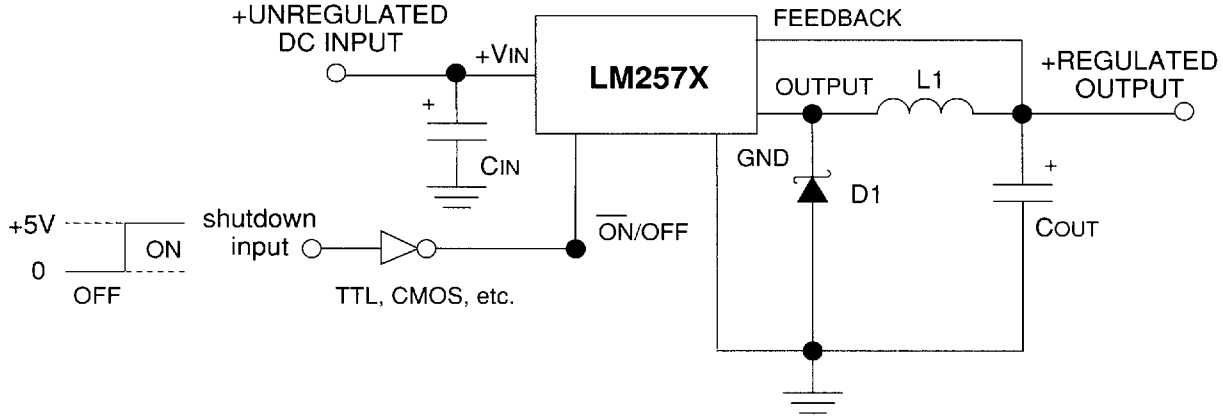 +UNREGULATED
DC INPUT
+VIN
LM257X
FEEDBACK
OUTPUT
L1
+REGULATED
OUTPUT
+
CIN
GND
D1
+
COUT
+5V
0
ON
OFF
shutdown
input
TTL, CMOS, etc.
O̅N̅/OFF